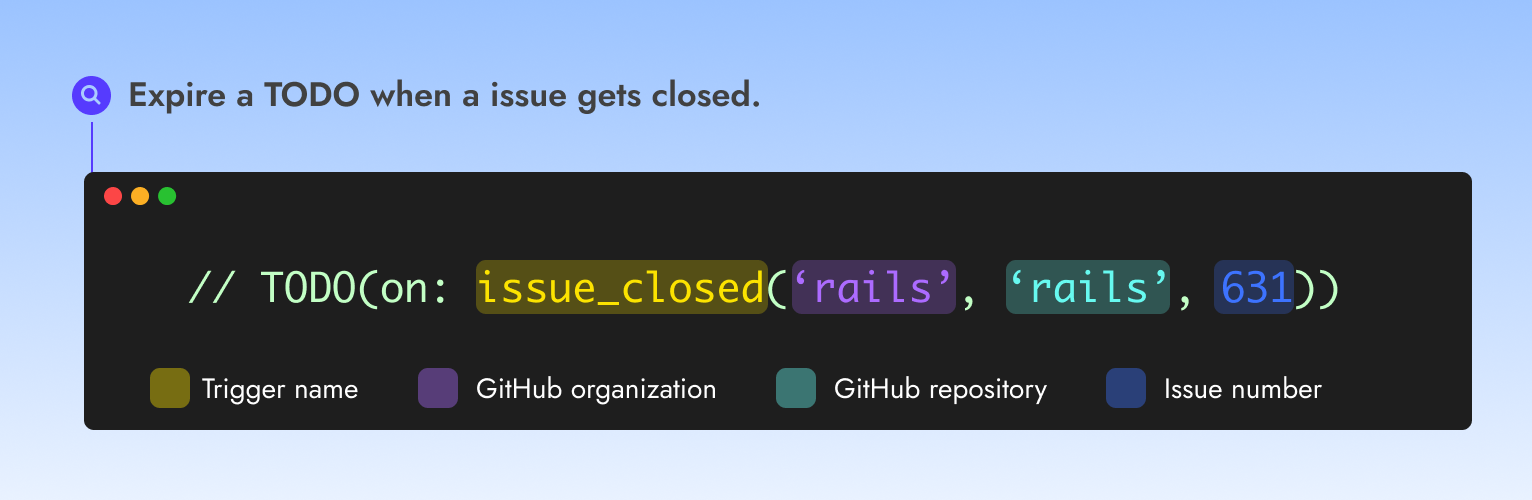 Expire a TODO when a issue gets closed.
// TODO(on: issue_closed(‘rails’, ‘rails’, 631))
Trigger name GitHub organization GitHub repository Issue number